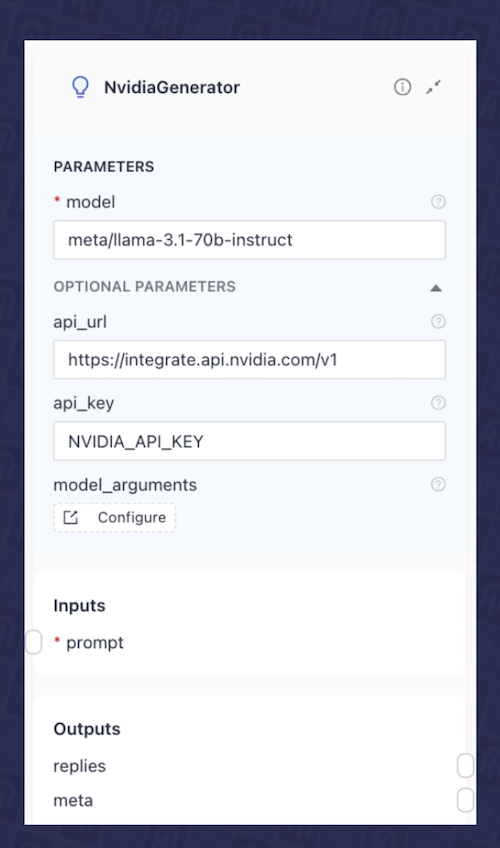 NvidiaGenerator
PARAMETERS
* model
meta/llama-3.1-70b-instruct
OPTIONAL PARAMETERS
api_url
https://integrate.api.nvidia.com/v1
api_key
NVIDIA_API_KEY
model_arguments
Configure
Inputs
* prompt
Outputs
replies
meta